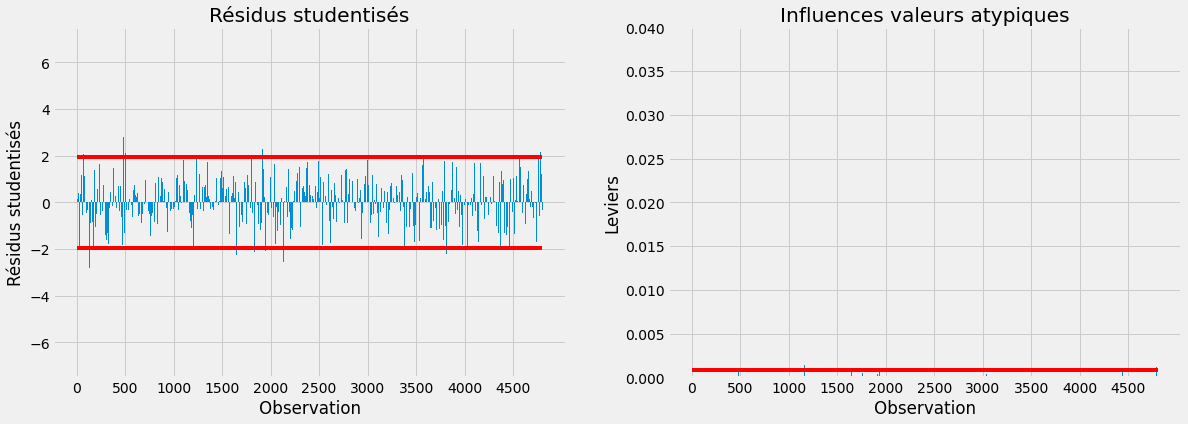 Résidus studentisés
Résidus studentisés
6
4
2
0
−2
−4
−6
0 500 1000 1500 2000 2500 3000 3500 4000 4500
Observation
Influences valeurs atypiques
Leviers
0.040
0.035
0.030
0.025
0.020
0.015
0.010
0.005
0.000
0 500 1000 1500 2000 2500 3000 3500 4000 4500
Observation